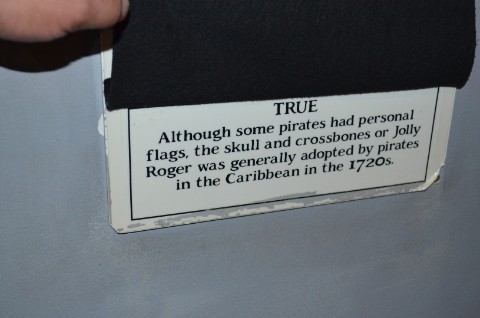 TRUE
Although some pirates had personal
flags, the skull and crossbones or Jolly
Roger was generally adopted by pirates
in the Caribbean in the 1720s.